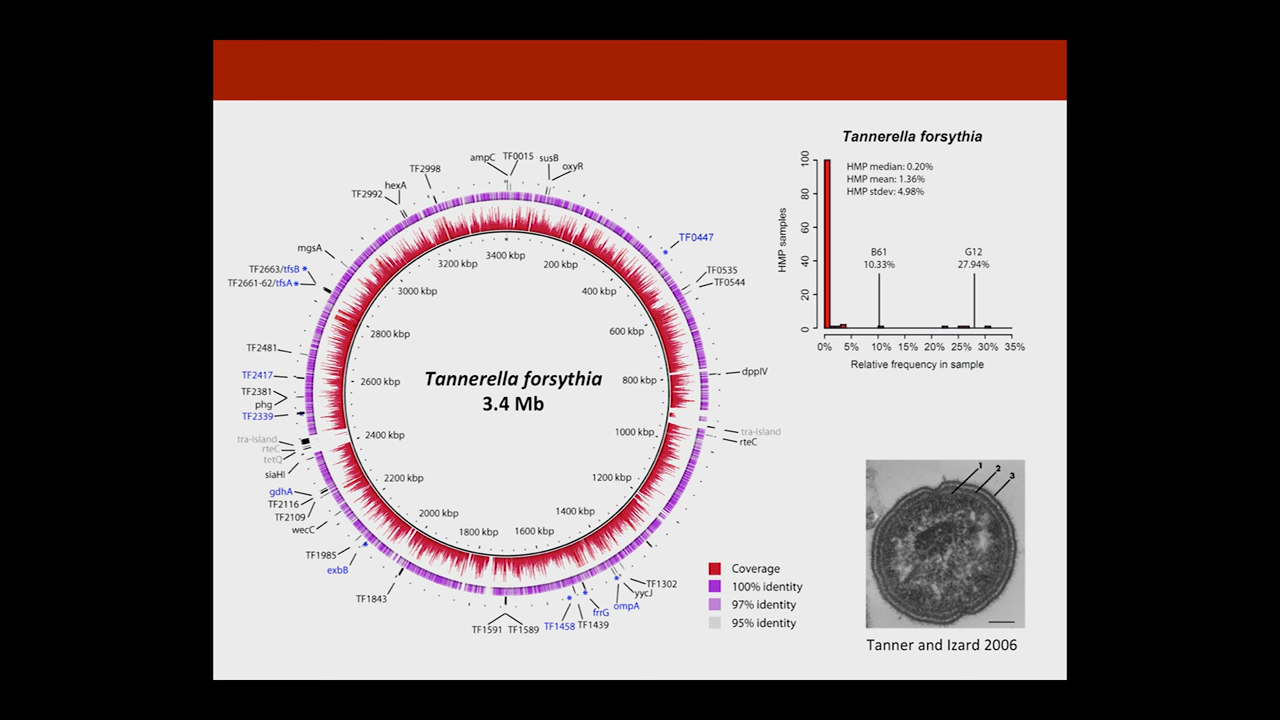 Tannerella forsythia
HMP median: 0.20%
HMP mean: 1.36%
HMP stdev: 4.98%
HMP samples
100
80
60
40
20
0
B61
10.33%
G12
27.94%
0% 5% 10% 15% 20% 25% 30% 35%
Relative frequency in sample
ampC TF0015 susB
oxyR
TF2998
hexA
TF2992
mgsA
TF2663/tfsB *
TF2661-62/tfsA *
TF2481
TF2417
TF2381
phg
TF2339
tra-Island
rteC
tetQ
siaHI
gdhA
TF2116
TF2109
wecC
TF1985
exbB
TF1843
TF1591 TF1589
TF1458 TF1439
frrG
ompA
yycJ
TF1302
rteC
tra-Island
dppIV
TF0544
TF0535
TF0447
3400 kbp
200 kbp
400 kbp
600 kbp
800 kbp
1000 kbp
1200 kbp
1400 kbp
1600 kbp
1800 kbp
2000 kbp
2200 kbp
2400 kbp
2600 kbp
2800 kbp
3000 kbp
3200 kbp
Tannerella forsythia
3.4 Mb
Coverage
100% identity
97% identity
95% identity
1 2 3
Tanner and Izard 2006